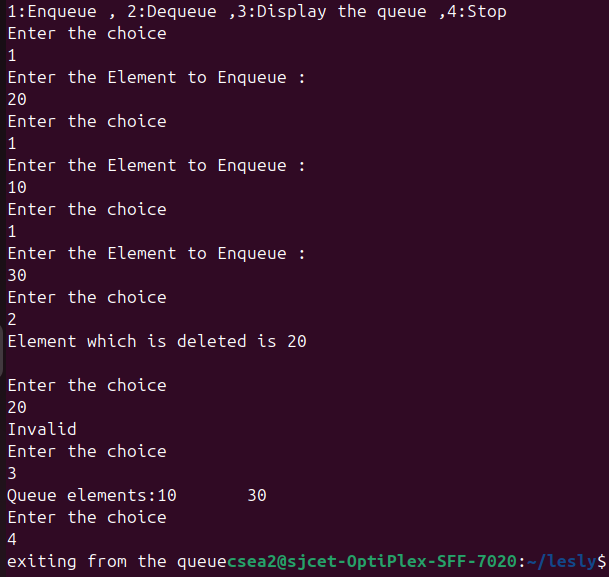 1:Enqueue , 2:Dequeue ,3:Display the queue ,4:Stop
Enter the choice
1
Enter the Element to Enqueue :
20
Enter the choice
1
Enter the Element to Enqueue :
10
Enter the choice
1
Enter the Element to Enqueue :
30
Enter the choice
2
Element which is deleted is 20
Enter the choice
20
Invalid
Enter the choice
3
Queue elements:10       30
Enter the choice
4
exiting from the queuecsea2@sjcet-OptiPlex-SFF-7020:~/lesly$